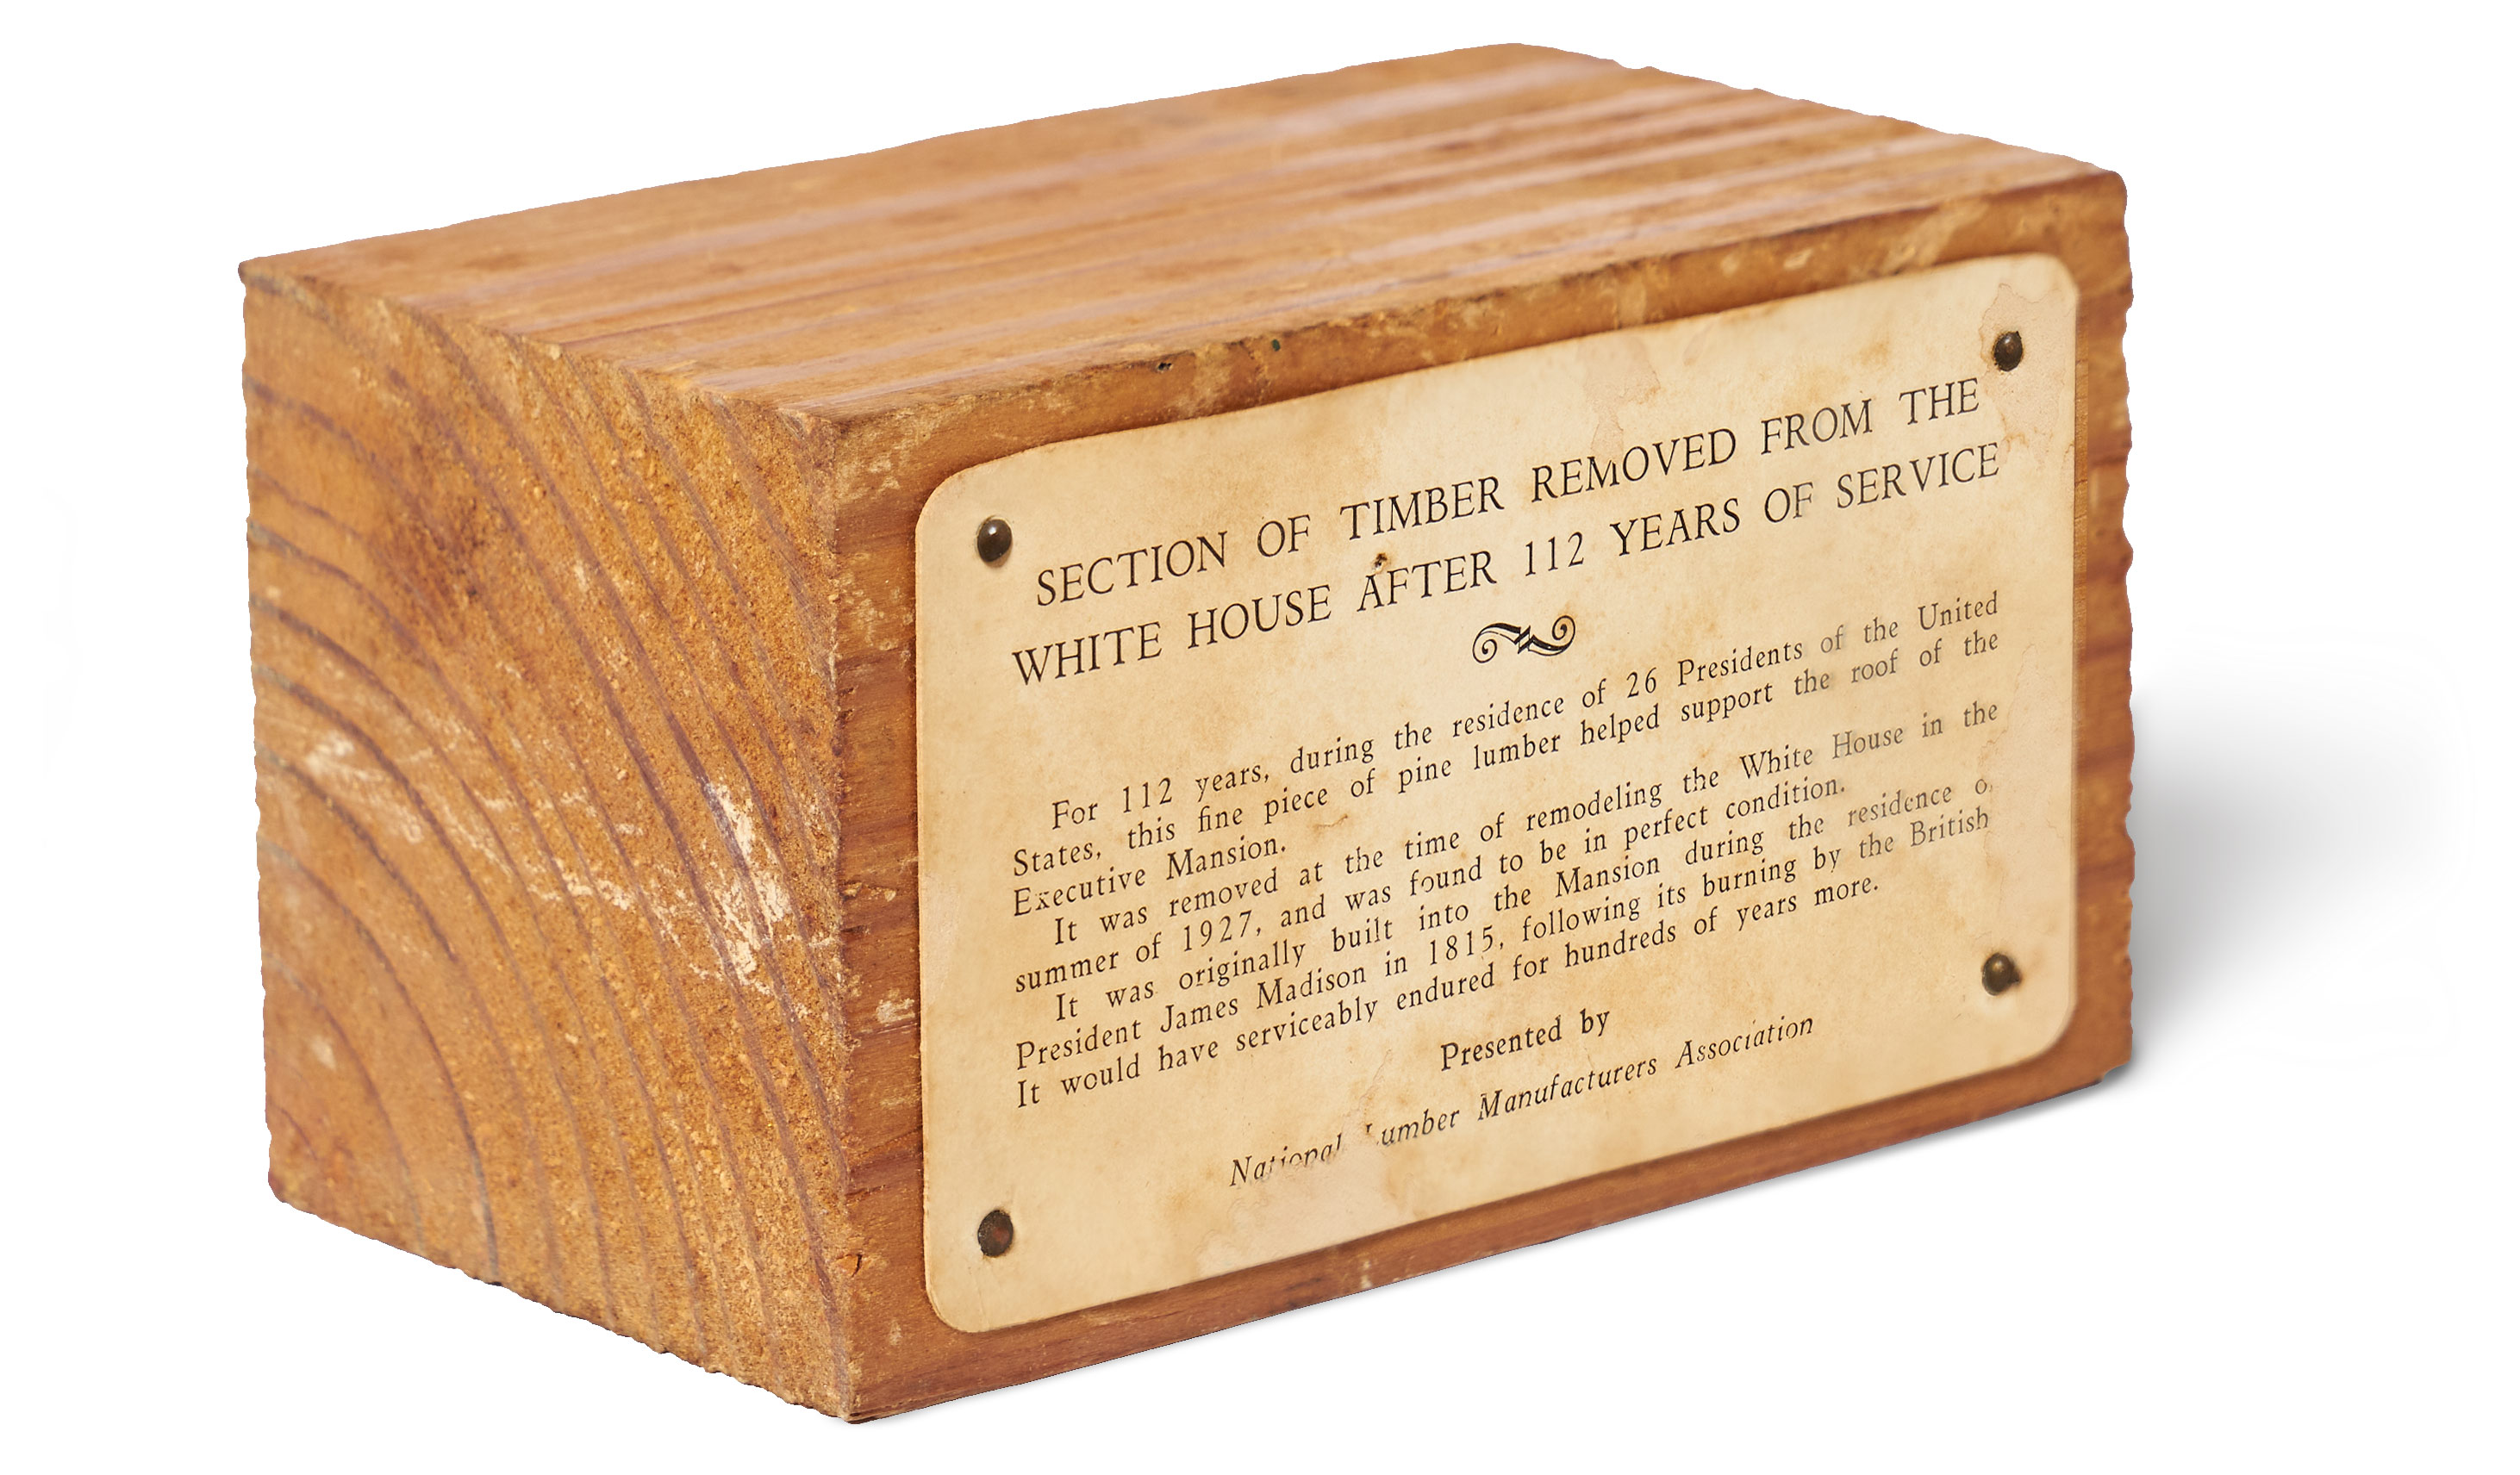 SECTION OF TIMBER REMOVED FROM THE
WHITE HOUSE AFTER 112 YEARS OF SERVICE
For 112 years, during the residence of 26 Presidents of the United
States, this fine piece of pine lumber helped support the roof of the
Executive Mansion.
It was removed at the time of remodeling the White House in the
summer of 1927, and was found to be in perfect condition.
It was originally built into the Mansion during the residence of
President James Madison in 1815, following its burning by the British
It would have serviceably endured for hundreds of years more.
Presented by
National Lumber Manufacturers Association